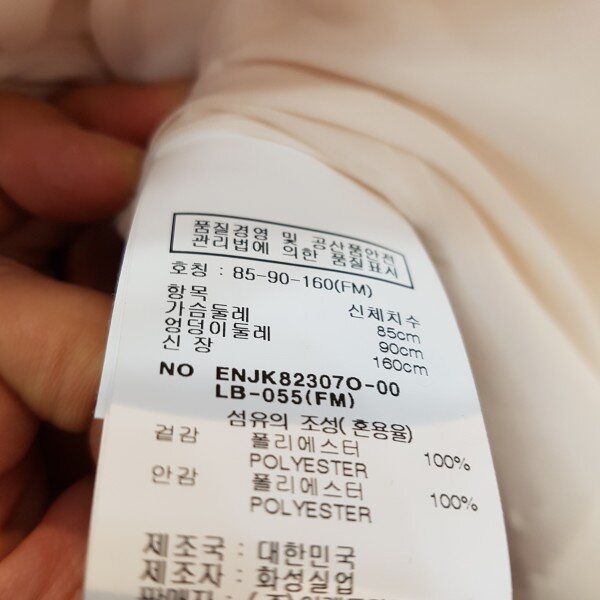 품질경영 및 공산품안전
관리법에 의한 품질표시
호칭 : 85-90-160(FM)
항목 신체치수
가슴둘레 85cm
엉덩이둘레 90cm
신 장 160cm
NO ENJK82307O-00
LB-055(FM)
섬유의 조성(혼용율)
겉감 폴리에스터
POLYESTER 100%
안감 폴리에스터
POLYESTER 100%
제조국 : 대한민국
제조자 : 화성실업
판매자 : (주)